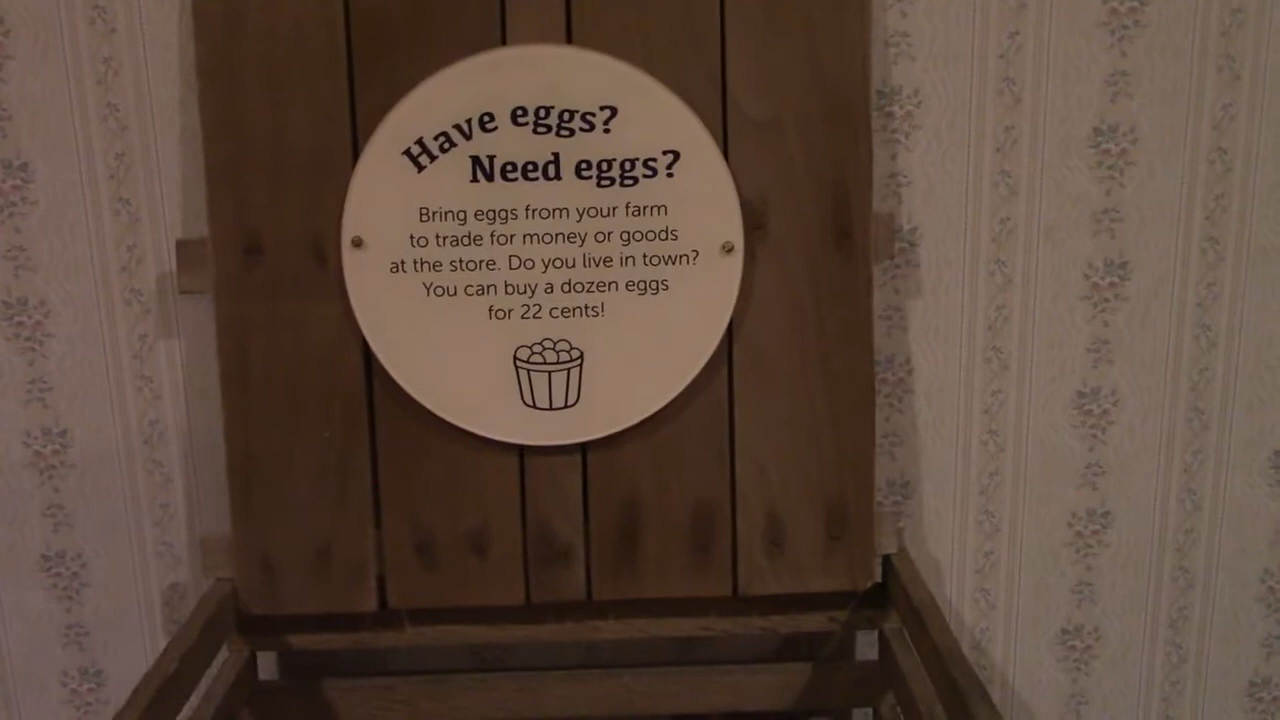 Have eggs?
Need eggs?
Bring eggs from your farm
to trade for money or goods
at the store. Do you live in town?
You can buy a dozen eggs
for 22 cents!